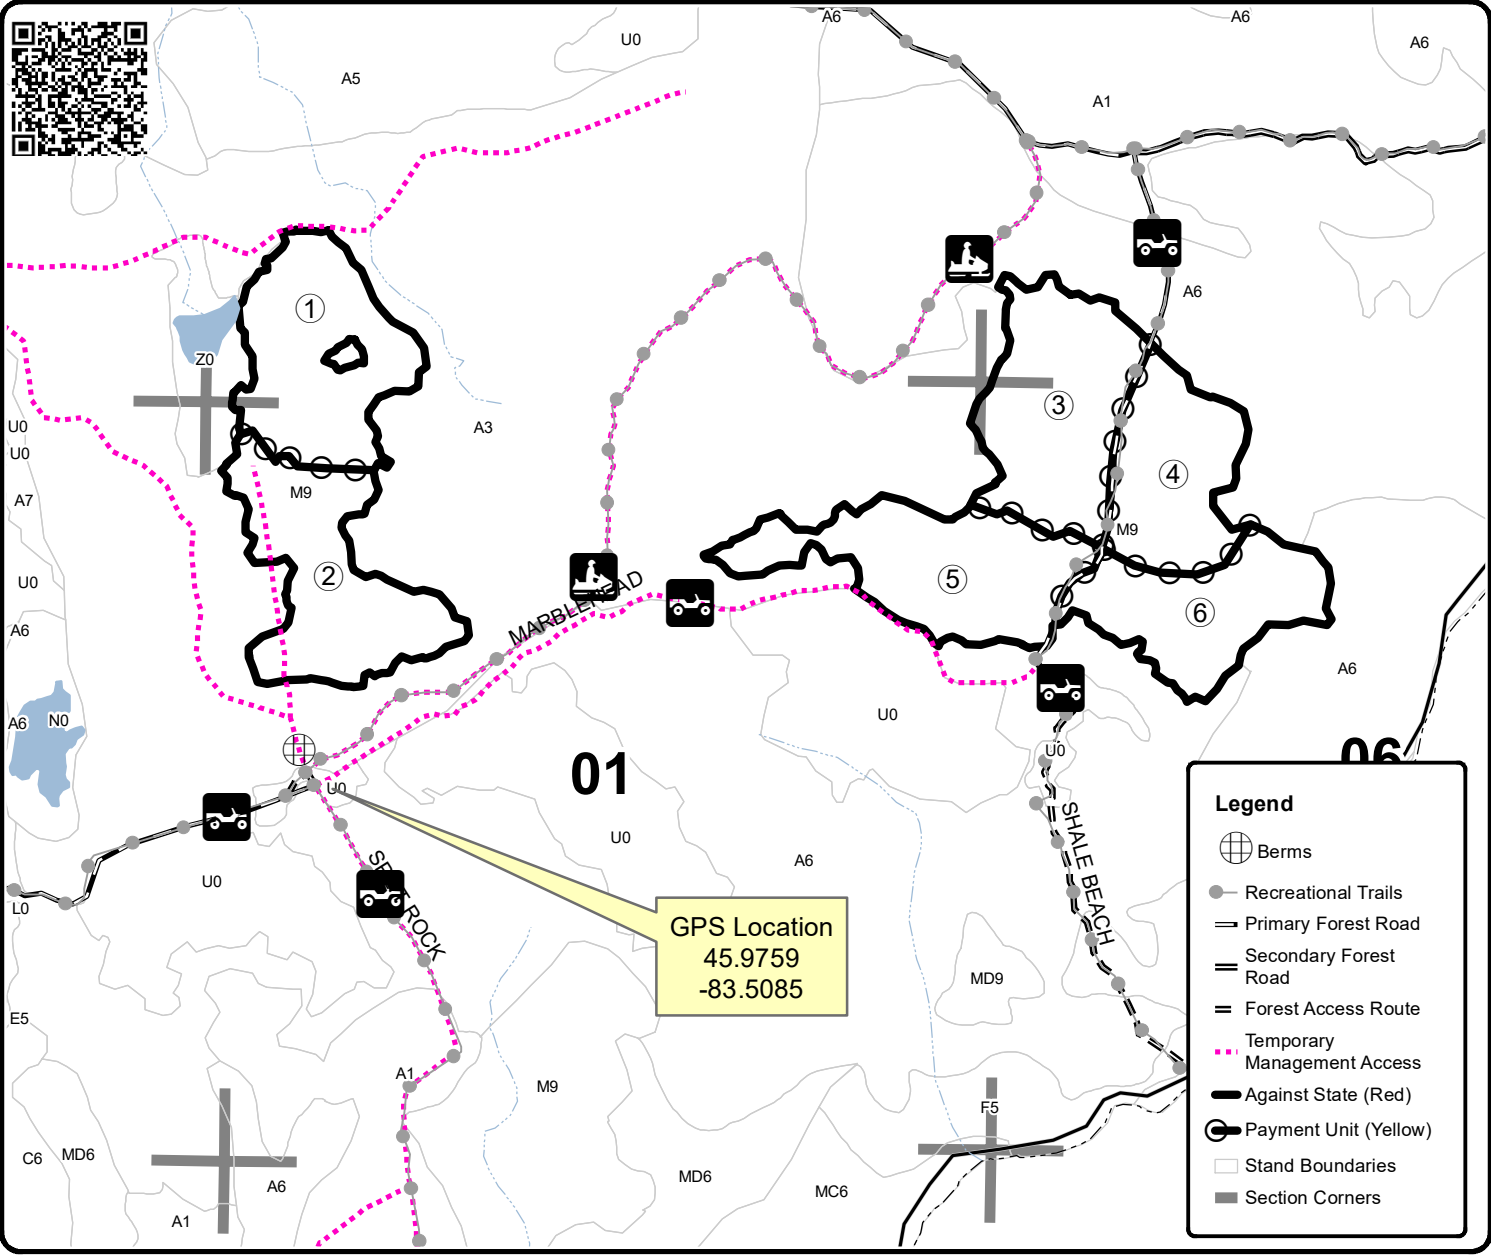 A6
A6
U0
A6
A5
A1
A6
1
Z0
3
U0
A3
U0
4
M9
A7
M9
5
2
U0
6
MARBLEHEAD
A6
A6
U0
A6
N0
U0
01
06
U0
SHALE BEACH
U0
A6
U0
L0
GPS Location
45.9759
-83.5085
MD9
E5
A1
M9
F5
C6
MD6
MD6
A6
MC6
A1
Legend
Berms
Recreational Trails
Primary Forest Road
Secondary Forest
Road
Forest Access Route
Temporary
Management Access
Against State (Red)
Payment Unit (Yellow)
Stand Boundaries
Section Corners